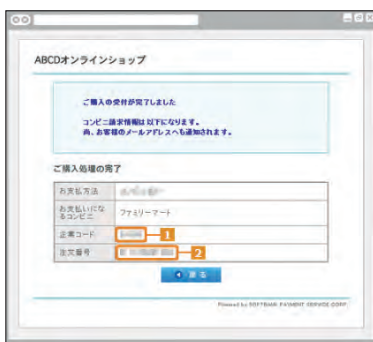 ABCDオンラインショップ
ご購入の受付が完了しました
コンビニ請求情報は以下になります。
尚、お客様のメールアドレスへも通知されます。
ご購入処理の完了
お支払方法
お支払いにな
るコンビニ
ファミリーマート
企業コード
1
注文番号
2
戻る
Powered by SOFTBANK PAYMENT SERVICE CORP.